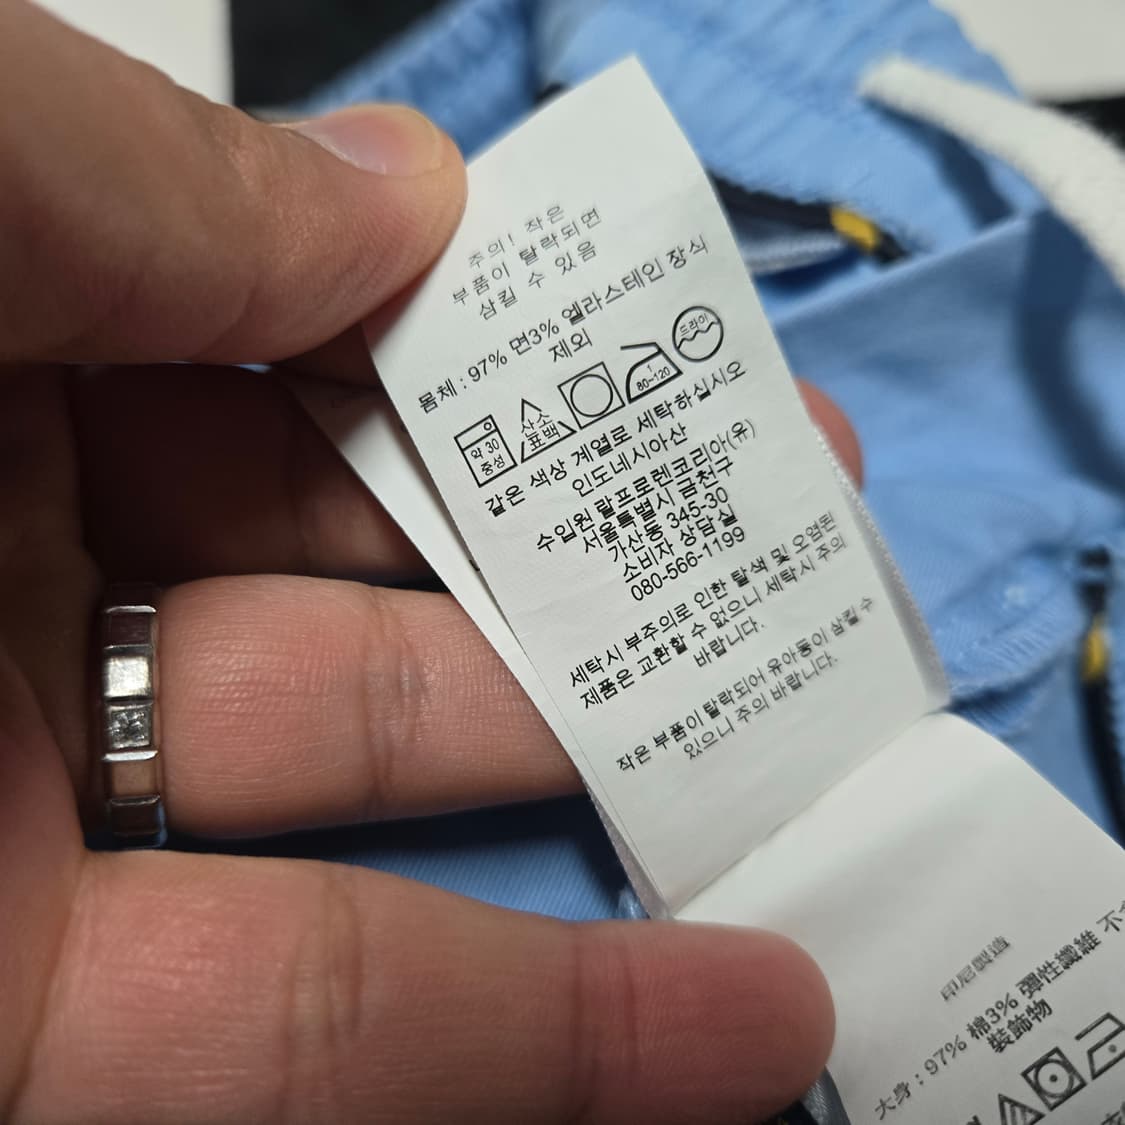 주의! 작은
부품이 탈락되면
삼킬 수 있음
몸체 : 97% 면3% 엘라스테인 장식
제외
약 30
중성
산소
표백
1
80~120
드라이
같은 색상 계열로 세탁하십시오
인도네시아산
수입원 랄프로렌코리아(유)
서울특별시 금천구
가산동 345-30
소비자 상담실
080-566-1199
세탁시 부주의로 인한 탈색 및 오염된
제품은 교환할 수 없으니 세탁시 주의
바랍니다.
작은 부품이 탈락되어 유아동이 삼킬 수
있으니 주의 바랍니다.
印尼製造
大身 : 97% 棉3% 彈性纖維 不
裝飾物